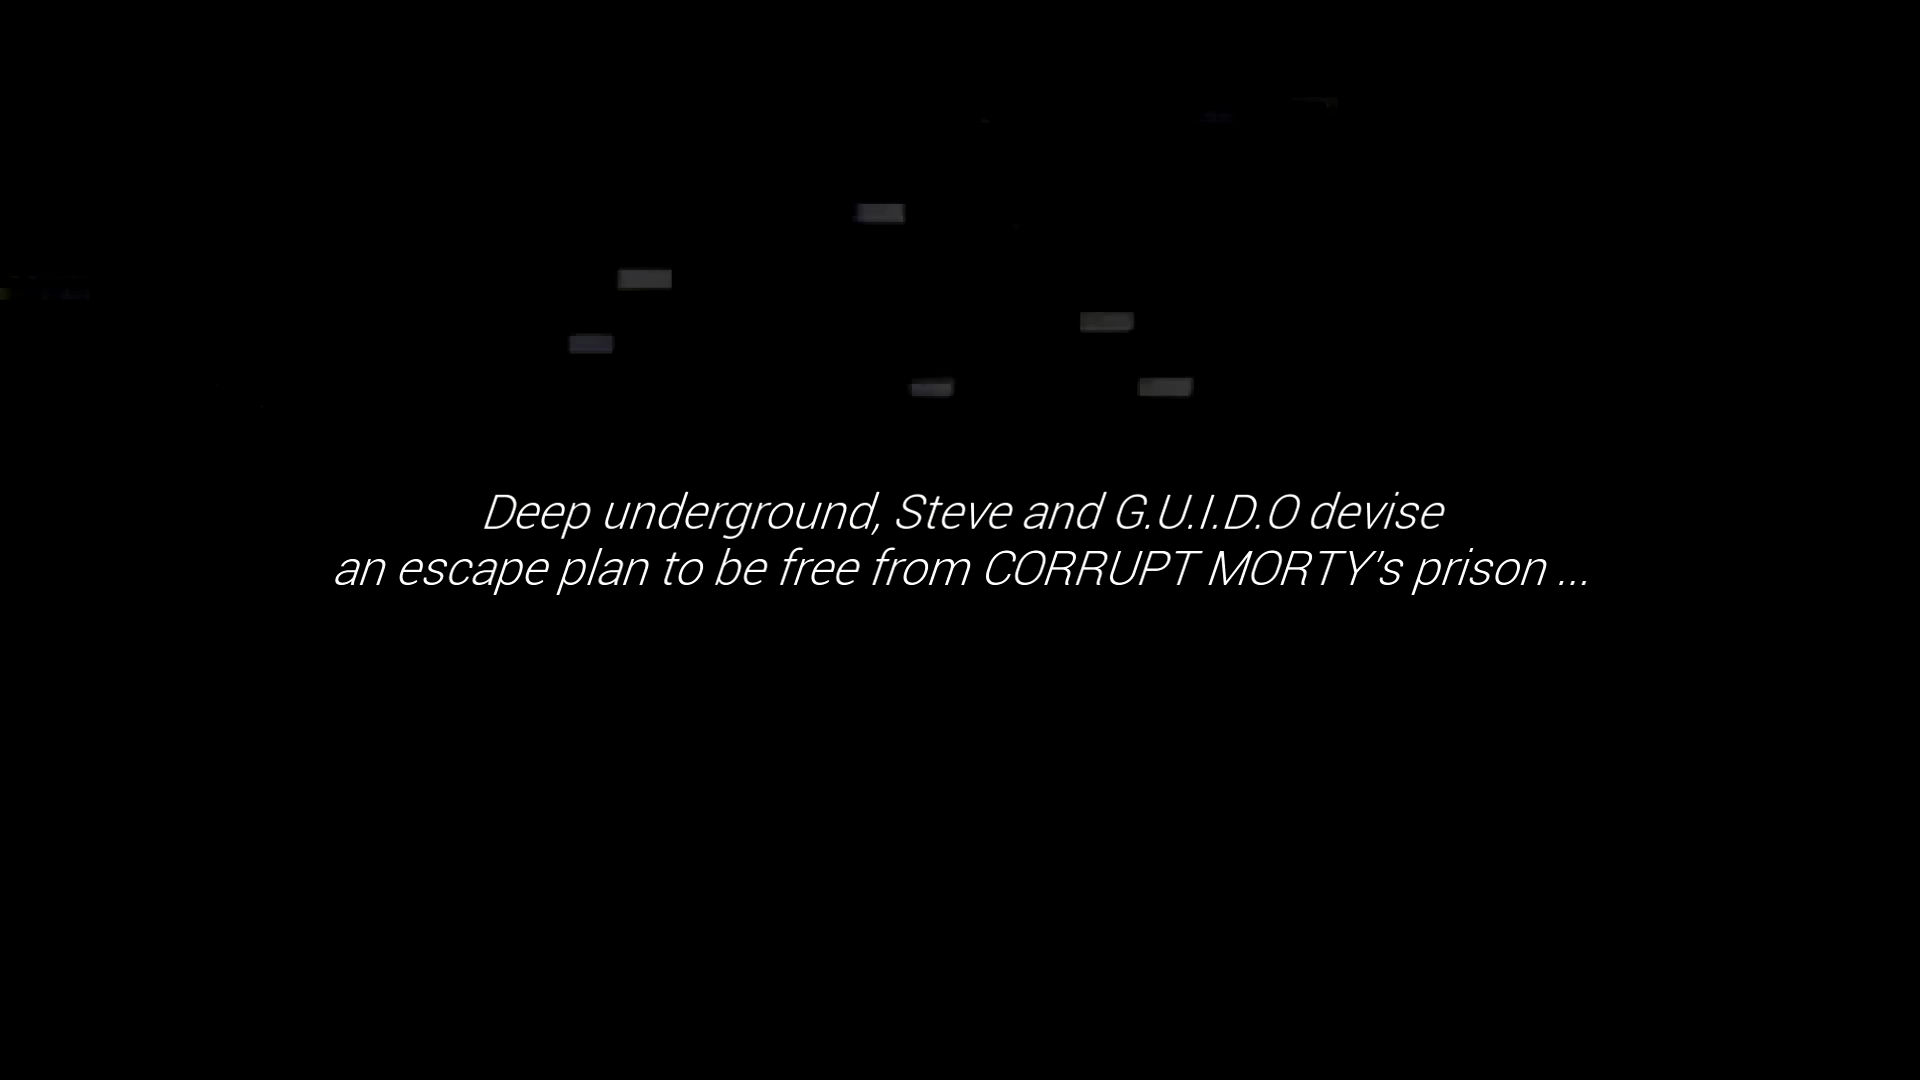 Deep underground, Steve and G.U.I.D.O devise
an escape plan to be free from CORRUPT MORTY's prison ...